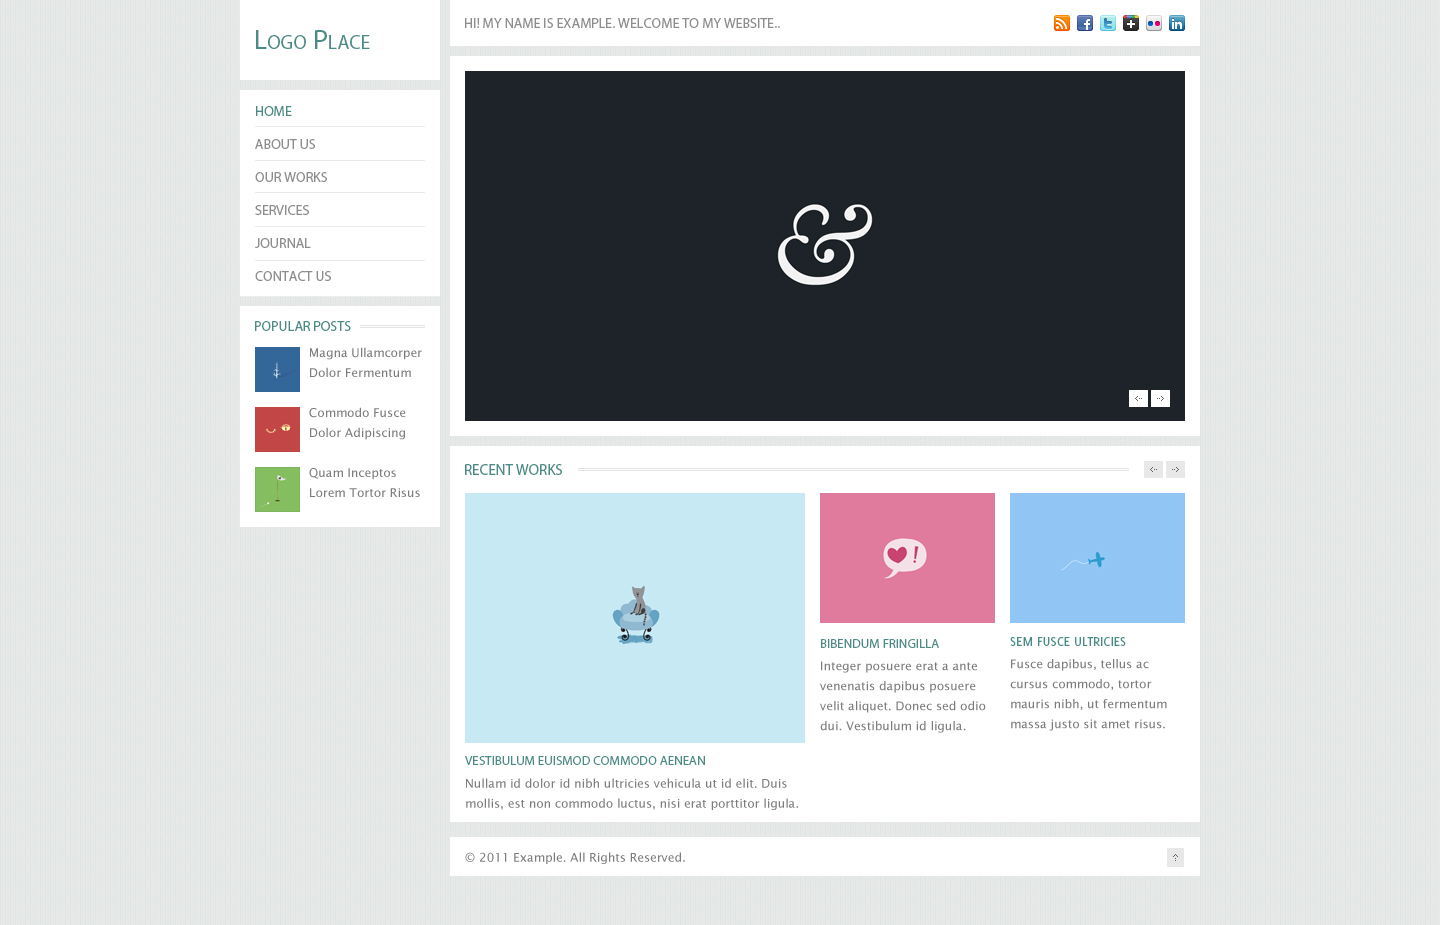 Logo Place
HI! MY NAME IS EXAMPLE. WELCOME TO MY WEBSITE..
HOME
ABOUT US
OUR WORKS
SERVICES
JOURNAL
CONTACT US
POPULAR POSTS
Magna Ullamcorper
Dolor Fermentum
Commodo Fusce
Dolor Adipiscing
Quam Inceptos
Lorem Tortor Risus
&
RECENT WORKS
VESTIBULUM EUISMOD COMMODO AENEAN
Nullam id dolor id nibh ultricies vehicula ut id elit. Duis
mollis, est non commodo luctus, nisi erat porttitor ligula.
!
BIBENDUM FRINGILLA
Integer posuere erat a ante
venenatis dapibus posuere
velit aliquet. Donec sed odio
dui. Vestibulum id ligula.
SEM FUSCE ULTRICIES
Fusce dapibus, tellus ac
cursus commodo, tortor
mauris nibh, ut fermentum
massa justo sit amet risus.
© 2011 Example. All Rights Reserved.